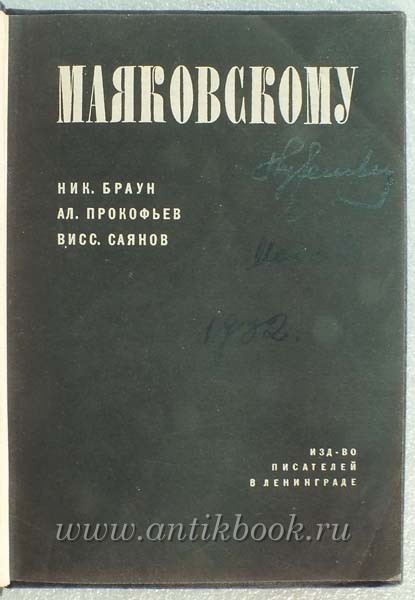 МАЯКОВСКОМУ
НИК. БРАУН
АЛ. ПРОКОФЬЕВ
ВИСС. САЯНОВ
1932.
ИЗД-ВО
ПИСАТЕЛЕЙ
В ЛЕНИНГРАДЕ
www.antikbook.ru